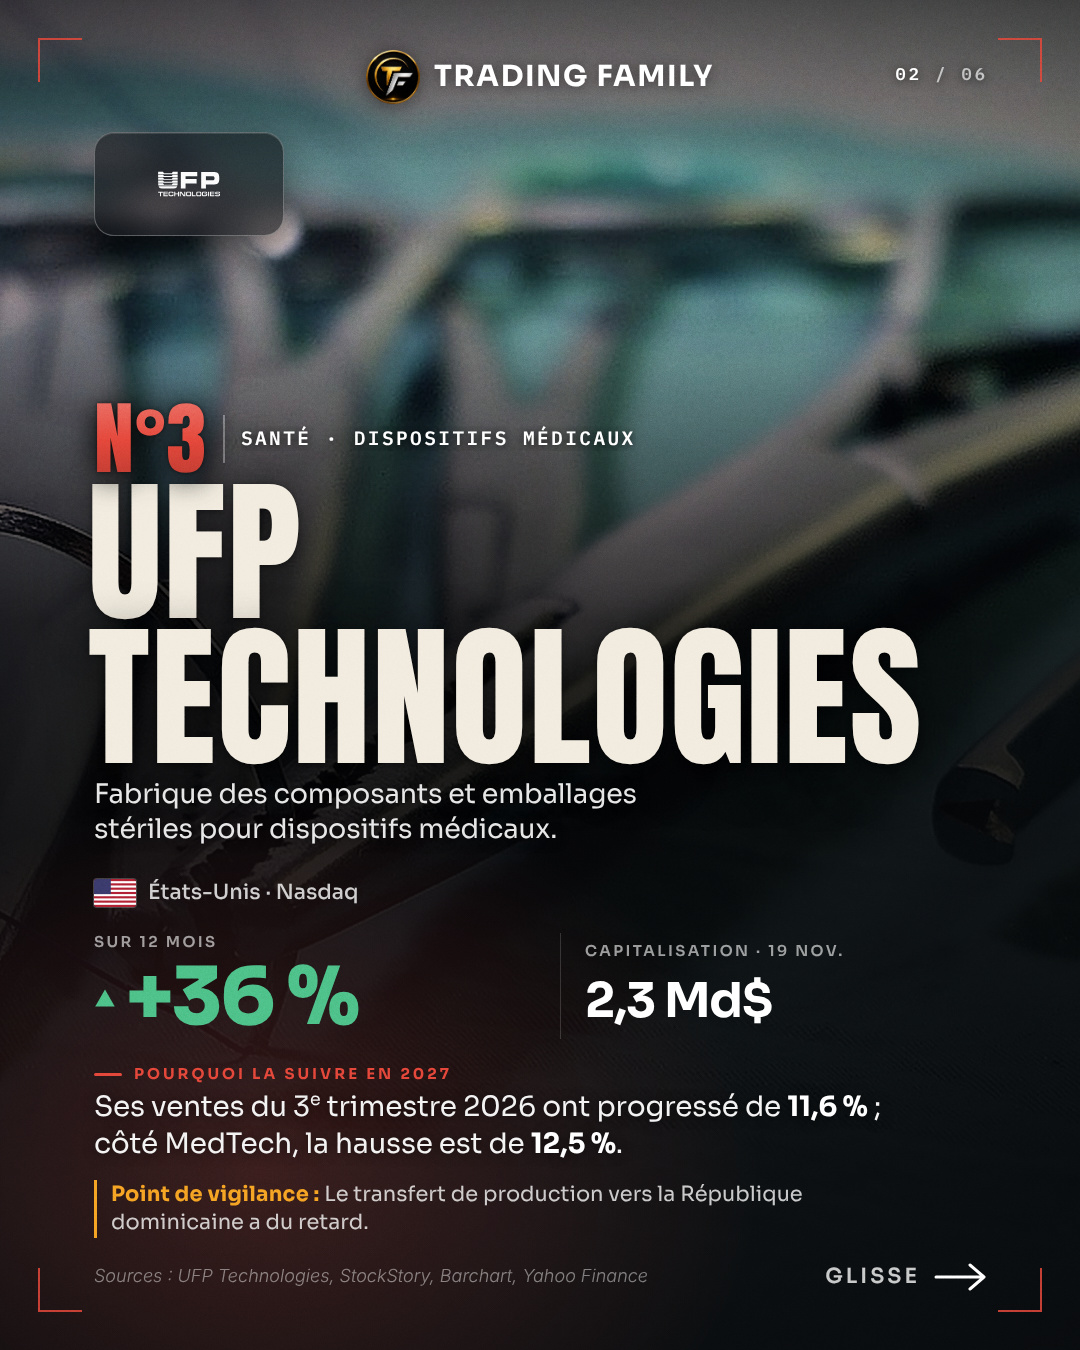 TF TRADING FAMILY
02 / 06
UFP
TECHNOLOGIES
N°3
SANTÉ · DISPOSITIFS MÉDICAUX
UFP
TECHNOLOGIES
Fabrique des composants et emballages
stériles pour dispositifs médicaux.
États-Unis · Nasdaq
SUR 12 MOIS
▲ +36 %
CAPITALISATION · 19 NOV.
2,3 Md$
POURQUOI LA SUIVRE EN 2027
Ses ventes du 3ᵉ trimestre 2026 ont progressé de 11,6 % ;
côté MedTech, la hausse est de 12,5 %.
Point de vigilance : Le transfert de production vers la République
dominicaine a du retard.
Sources : UFP Technologies, StockStory, Barchart, Yahoo Finance
GLISSE →